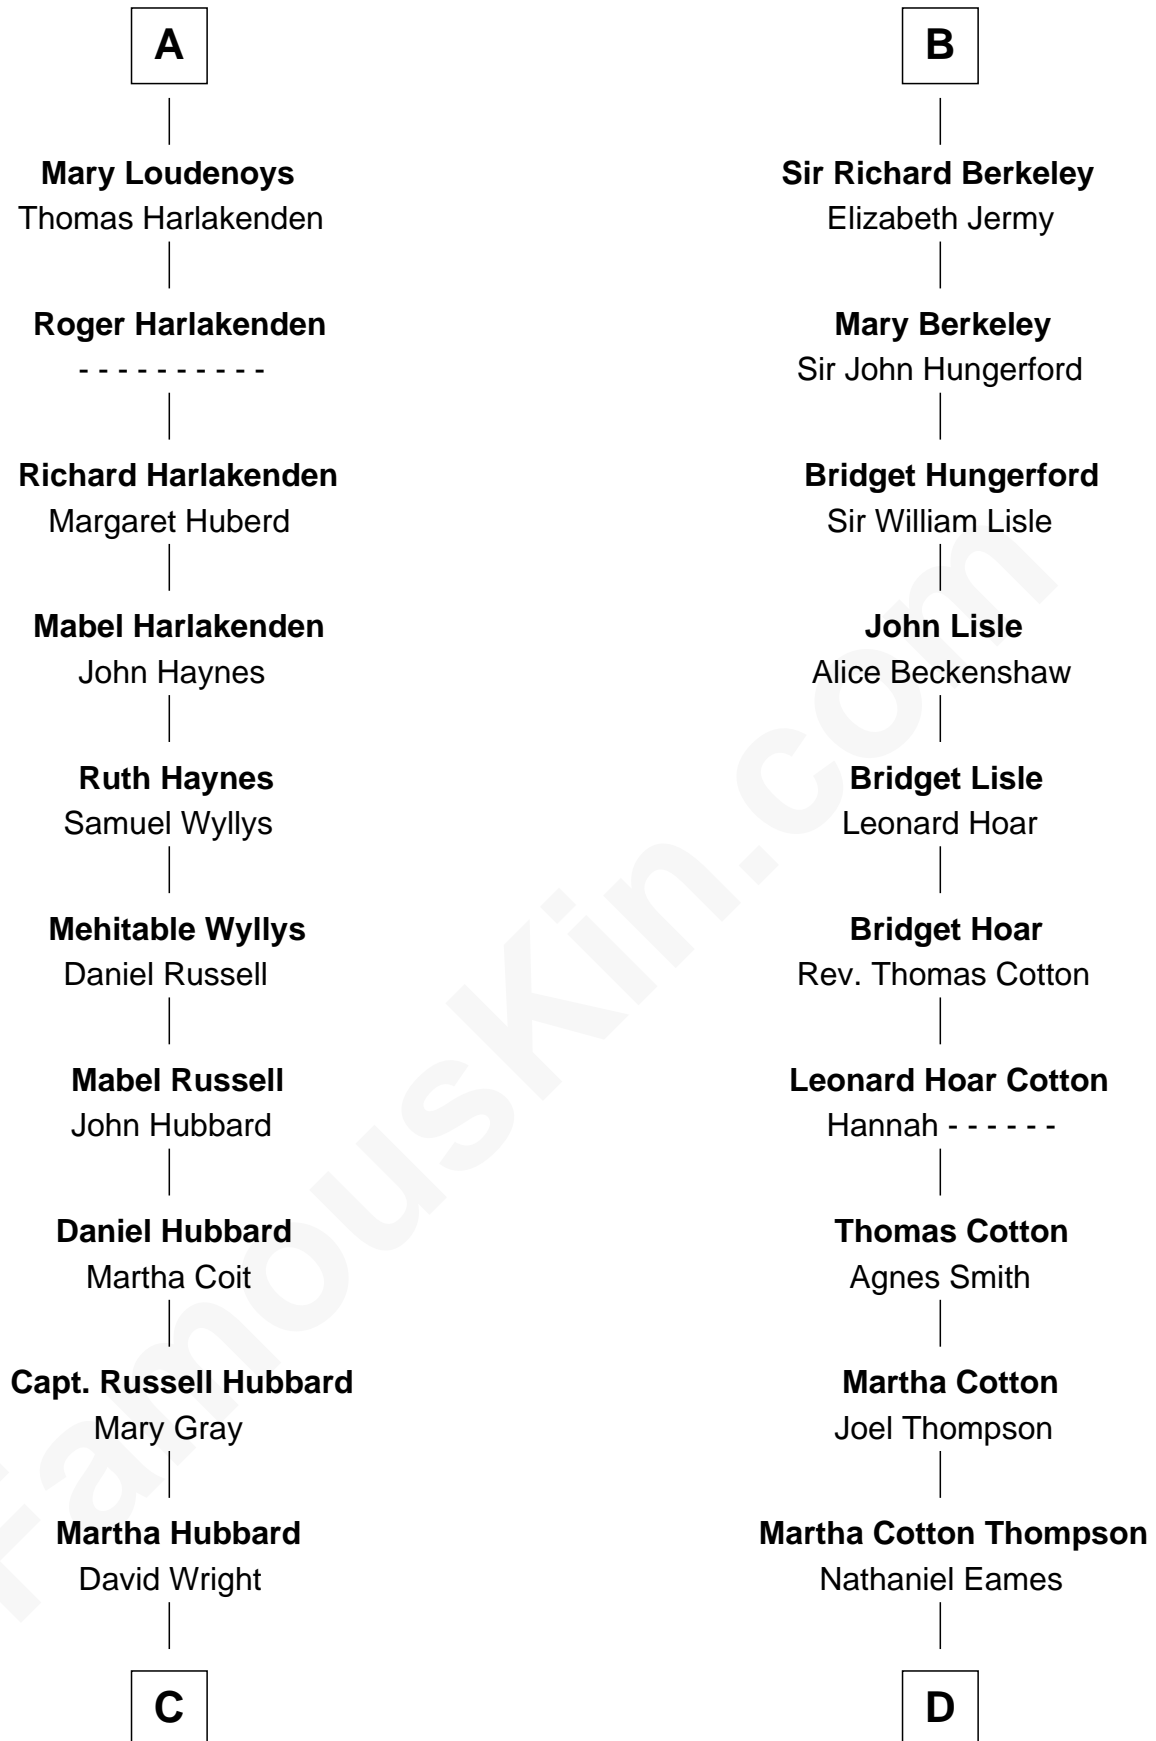 A
Mary Loudenoys
Thomas Harlakenden
Roger Harlakenden
- - - - - - - - - -
Richard Harlakenden
Margaret Huberd
Mabel Harlakenden
John Haynes
Ruth Haynes
Samuel Wyllys
Mehitable Wyllys
Daniel Russell
Mabel Russell
John Hubbard
Daniel Hubbard
Martha Coit
Capt. Russell Hubbard
Mary Gray
Martha Hubbard
David Wright
C
B
Sir Richard Berkeley
Elizabeth Jermy
Mary Berkeley
Sir John Hungerford
Bridget Hungerford
Sir William Lisle
John Lisle
Alice Beckenshaw
Bridget Lisle
Leonard Hoar
Bridget Hoar
Rev. Thomas Cotton
Leonard Hoar Cotton
Hannah - - - - - -
Thomas Cotton
Agnes Smith
Martha Cotton
Joel Thompson
Martha Cotton Thompson
Nathaniel Eames
D
FamousKin.com